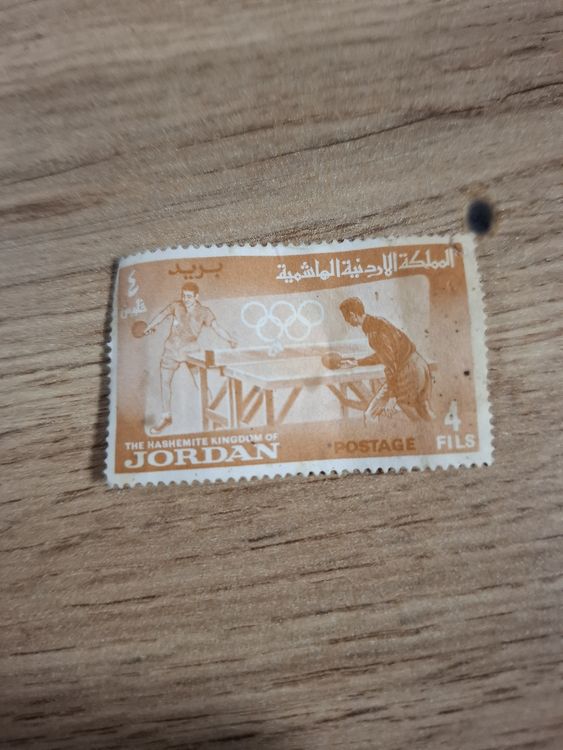 بريد
المملكة الاردنية الهاشمية
٤
فلس
THE HASHEMITE KINGDOM OF
JORDAN
POSTAGE
4
FILS